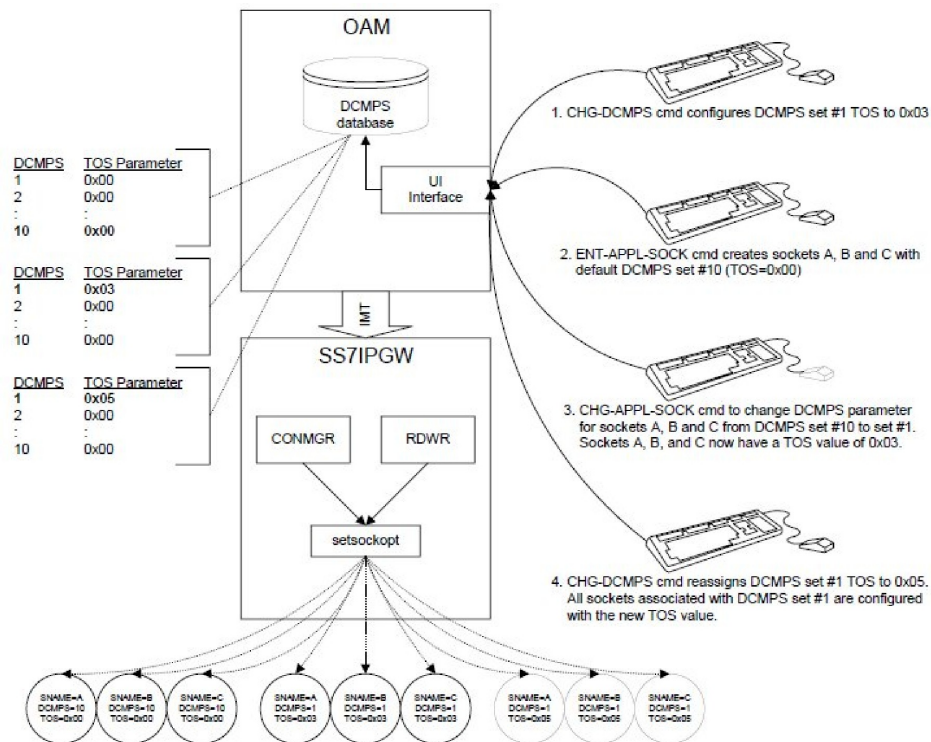 OAM
DCMPS
database
UI
Interface
DCMPS TOS Parameter
1 0x00
2 0x00
: :
10 0x00
DCMPS TOS Parameter
1 0x03
2 0x00
: :
10 0x00
DCMPS TOS Parameter
1 0x05
2 0x00
: :
10 0x00
1. CHG-DCMPS cmd configures DCMPS set #1 TOS to 0x03
2. ENT-APPL-SOCK cmd creates sockets A, B and C with
default DCMPS set #10 (TOS=0x00)
3. CHG-APPL-SOCK cmd to change DCMPS parameter
for sockets A, B and C from DCMPS set #10 to set #1.
Sockets A, B, and C now have a TOS value of 0x03.
4. CHG-DCMPS cmd reassigns DCMPS set #1 TOS to 0x05.
All sockets associated with DCMPS set #1 are configured
with the new TOS value.
IMT
SS7IPGW
CONMGR
RDWR
setsockopt
SNAME=A
DCMPS=10
TOS=0x00
SNAME=B
DCMPS=10
TOS=0x00
SNAME=C
DCMPS=10
TOS=0x00
SNAME=A
DCMPS=1
TOS=0x03
SNAME=B
DCMPS=1
TOS=0x03
SNAME=C
DCMPS=1
TOS=0x03
SNAME=A
DCMPS=1
TOS=0x05
SNAME=B
DCMPS=1
TOS=0x05
SNAME=C
DCMPS=1
TOS=0x05